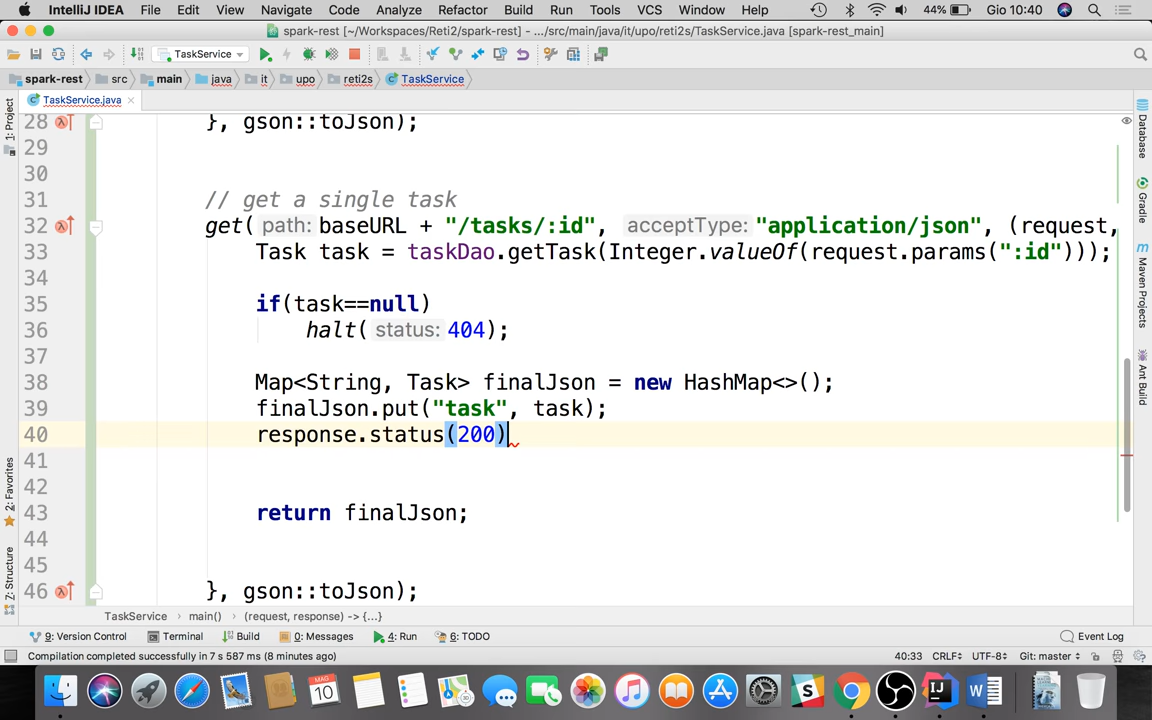 IntelliJ IDEA File Edit View Navigate Code Analyze Refactor Build Run Tools VCS Window Help 44% Gio 10:40
spark-rest [~/Workspaces/Reti2/spark-rest] - .../src/main/java/it/upo/reti2s/TaskService.java [spark-rest_main]
TaskService
spark-rest src main java it upo reti2s TaskService
TaskService.java
28 }, gson::toJson);
29
30
31 // get a single task
32 get( path: baseURL + "/tasks/:id", acceptType: "application/json", (request,
33 Task task = taskDao.getTask(Integer.valueOf(request.params(":id")));
34
35 if(task==null)
36 halt( status: 404);
37
38 Map<String, Task> finalJson = new HashMap<>();
39 finalJson.put("task", task);
40 response.status(200)
41
42
43 return finalJson;
44
45
46 }, gson::toJson);
1: Project
2: Favorites
7: Structure
Database
Gradle
Maven Projects
Ant Build
TaskService main() (request, response) -> {...}
9: Version Control Terminal Build 0: Messages 4: Run 6: TODO Event Log
Compilation completed successfully in 7 s 587 ms (8 minutes ago) 40:33 CRLF UTF-8 Git: master
MAG
10